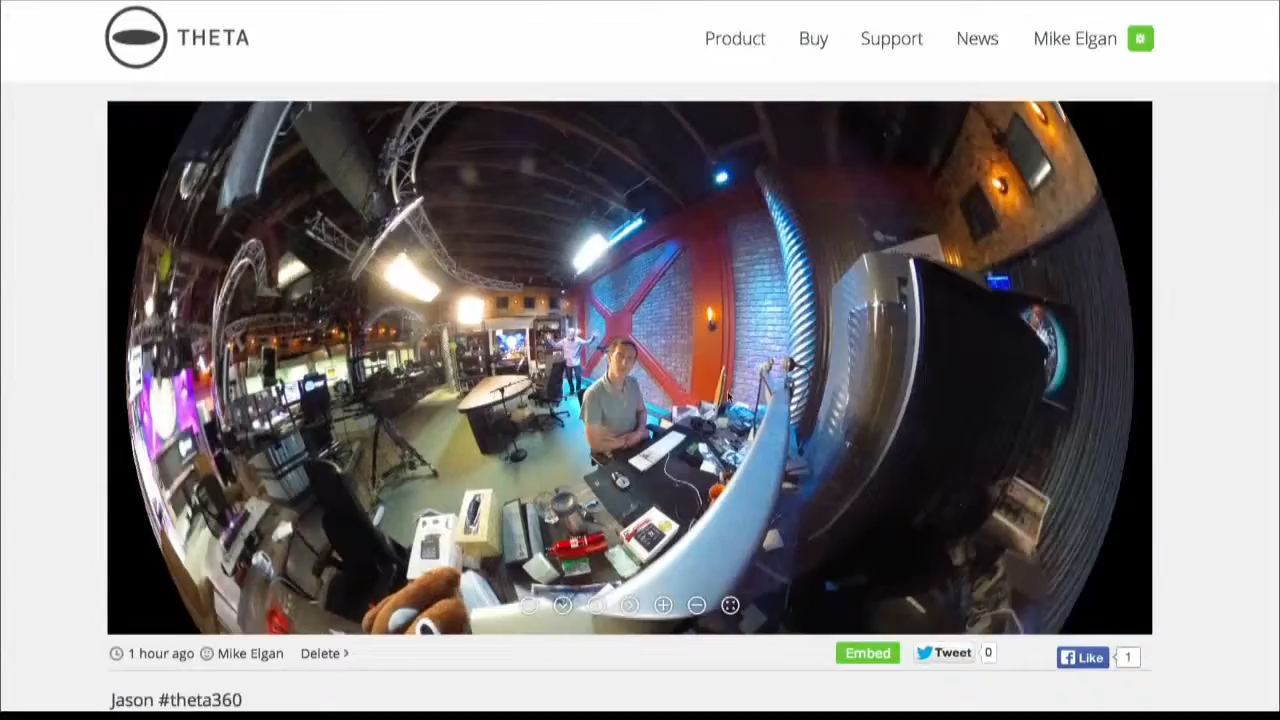 THETA
Product Buy Support News Mike Elgan
1 hour ago Mike Elgan Delete
Embed Tweet 0 Like 1
Jason #theta360